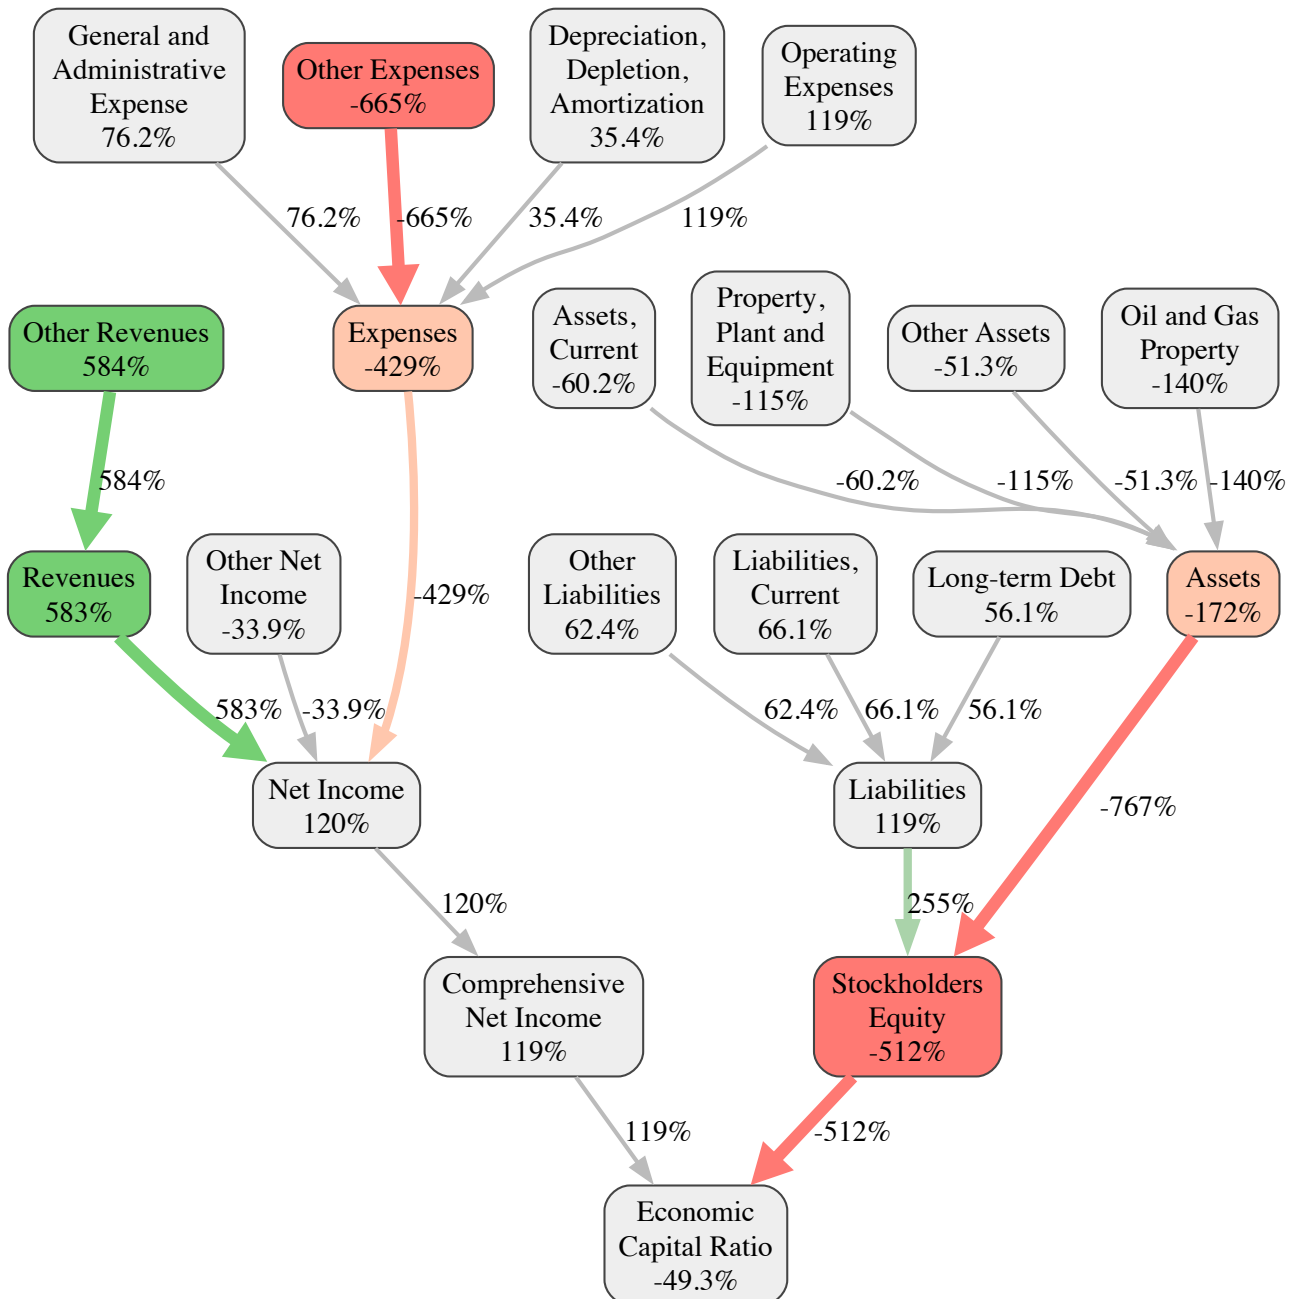 General and
Administrative
Expense
76.2%
Other Expenses
-665%
Depreciation,
Depletion,
Amortization
35.4%
Operating
Expenses
119%
76.2%
-665%
35.4%
119%
Other Revenues
584%
Expenses
-429%
Assets,
Current
-60.2%
Property,
Plant and
Equipment
-115%
Other Assets
-51.3%
Oil and Gas
Property
-140%
584%
-60.2%
-115%
-51.3%
-140%
Revenues
583%
Other Net
Income
-33.9%
-429%
Other
Liabilities
62.4%
Liabilities,
Current
66.1%
Long-term Debt
56.1%
Assets
-172%
583%
-33.9%
62.4%
66.1%
56.1%
Net Income
120%
Liabilities
119%
-767%
120%
255%
Comprehensive
Net Income
119%
Stockholders
Equity
-512%
119%
-512%
Economic
Capital Ratio
-49.3%